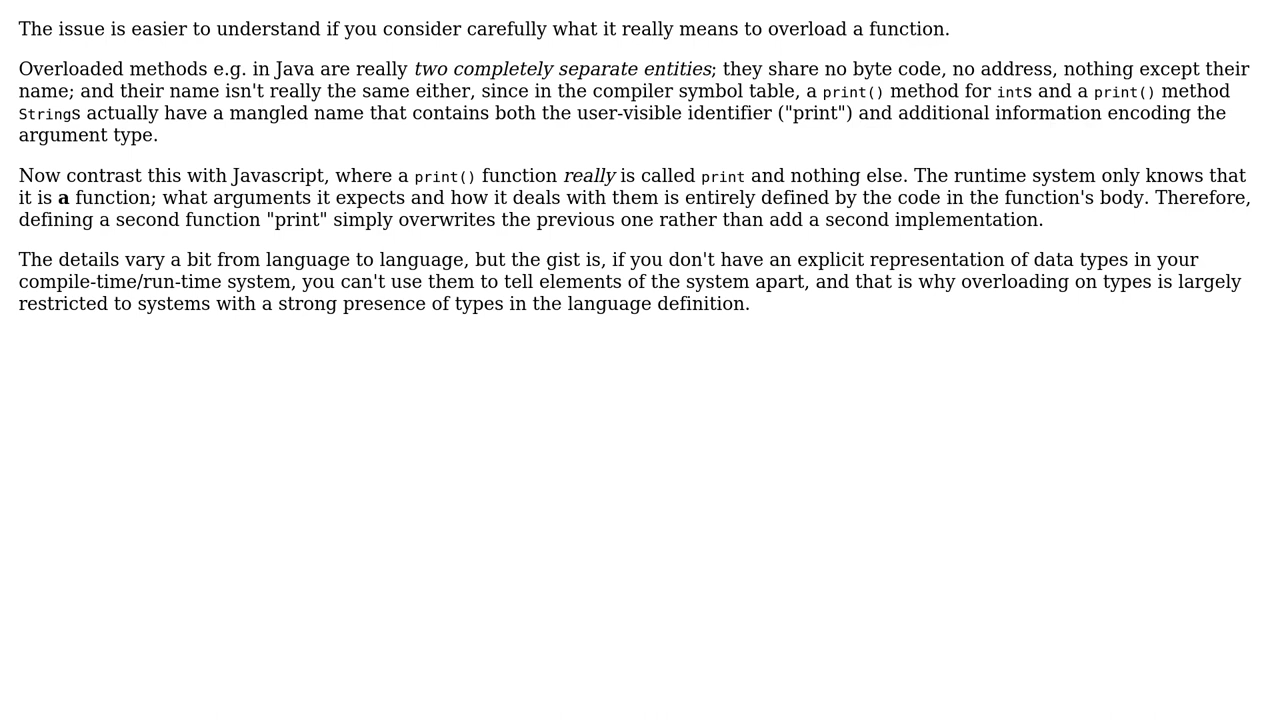 The issue is easier to understand if you consider carefully what it really means to overload a function.
Overloaded methods e.g. in Java are really two completely separate entities; they share no byte code, no address, nothing except their
name; and their name isn't really the same either, since in the compiler symbol table, a print() method for ints and a print() method
Strings actually have a mangled name that contains both the user-visible identifier ("print") and additional information encoding the
argument type.
Now contrast this with Javascript, where a print() function really is called print and nothing else. The runtime system only knows that
it is a function; what arguments it expects and how it deals with them is entirely defined by the code in the function's body. Therefore,
defining a second function "print" simply overwrites the previous one rather than add a second implementation.
The details vary a bit from language to language, but the gist is, if you don't have an explicit representation of data types in your
compile-time/run-time system, you can't use them to tell elements of the system apart, and that is why overloading on types is largely
restricted to systems with a strong presence of types in the language definition.